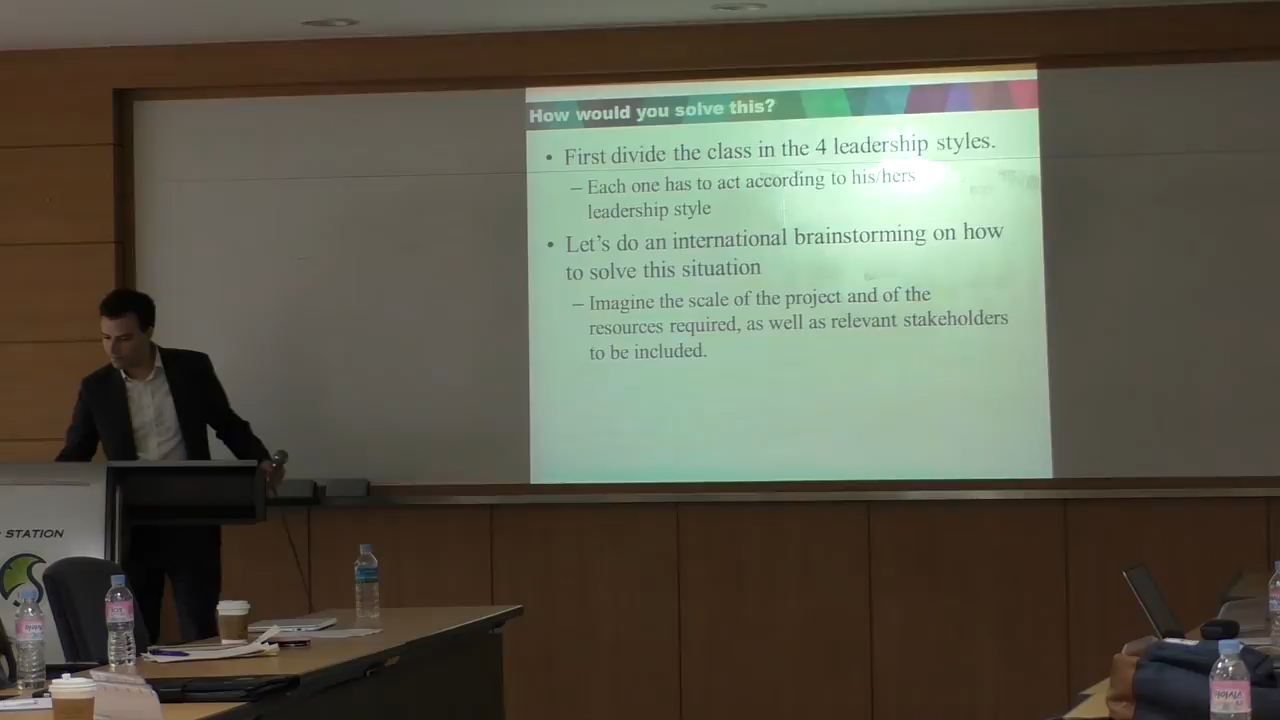 How would you solve this?
• First divide the class in the 4 leadership styles.
– Each one has to act according to his/hers
leadership style
• Let's do an international brainstorming on how
to solve this situation
– Imagine the scale of the project and of the
resources required, as well as relevant stakeholders
to be included.
STATION